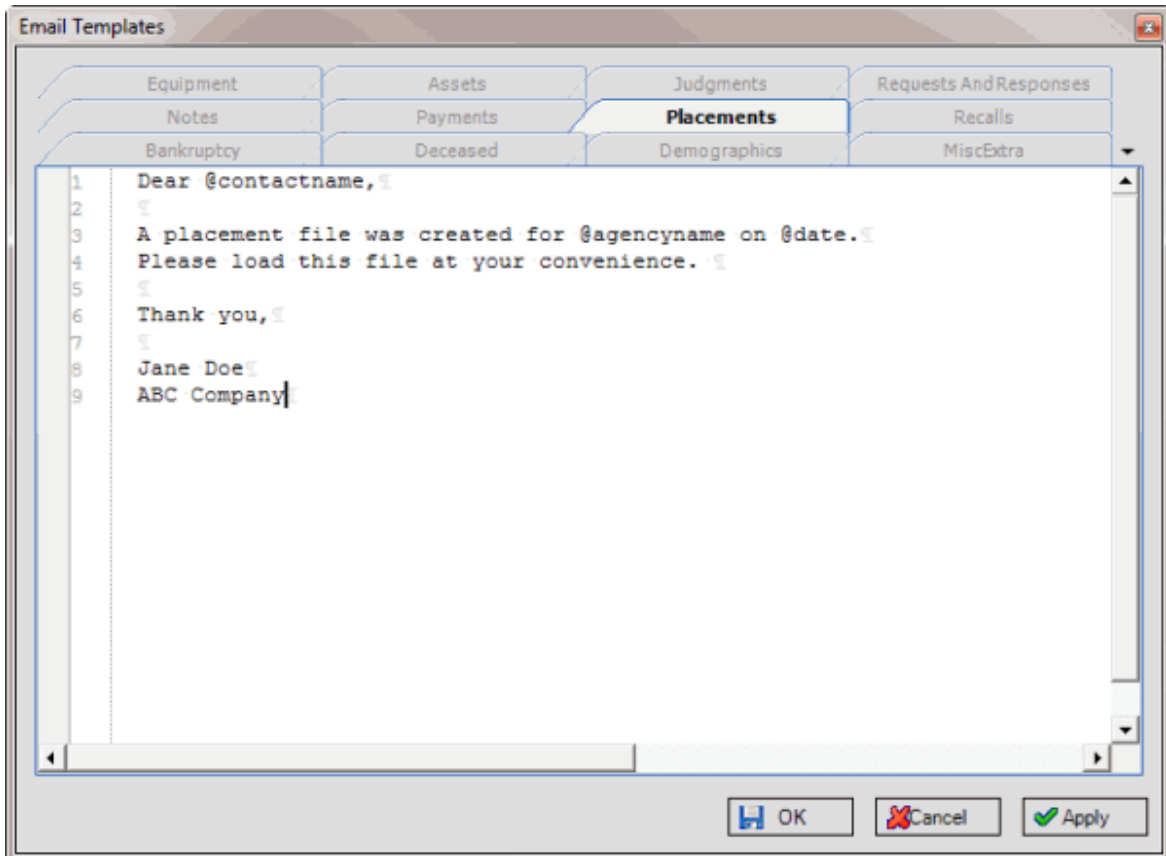 Email Templates
Equipment Assets Judgments Requests And Responses
Notes Payments Placements Recalls
Bankruptcy Deceased Demographics MiscExtra
1 Dear @contactname,¶
2 ¶
3 A placement file was created for @agencyname on @date.¶
4 Please load this file at your convenience. ¶
5 ¶
6 Thank you,¶
7 ¶
8 Jane Doe¶
9 ABC Company¶
OK Cancel Apply